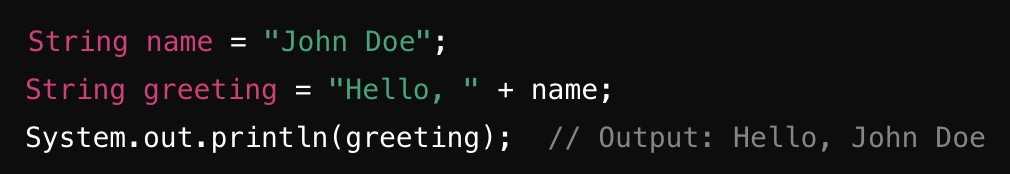 String name = "John Doe";
String greeting = "Hello, " + name;
System.out.println(greeting);  // Output: Hello, John Doe